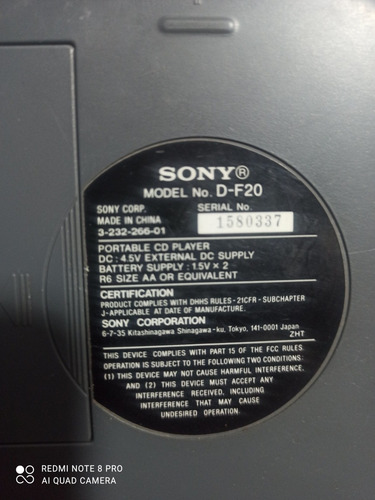 SONY®
MODEL No. D-F20
SONY CORP.
MADE IN CHINA
3-232-266-01
SERIAL No.
1580337
PORTABLE CD PLAYER
DC : 4.5V EXTERNAL DC SUPPLY
BATTERY SUPPLY : 1.5V × 2
R6 SIZE AA OR EQUIVALENT
CERTIFICATION
PRODUCT COMPLIES WITH DHHS RULES-21CFR-SUBCHAPTER
J-APPLICABLE AT DATE OF MANUFACTURE.
SONY CORPORATION
6-7-35 Kitashinagawa Shinagawa-ku, Tokyo, 141-0001 Japan
ZHT
THIS DEVICE COMPLIES WITH PART 15 OF THE FCC RULES.
OPERATION IS SUBJECT TO THE FOLLOWING TWO CONDITIONS:
(1) THIS DEVICE MAY NOT CAUSE HARMFUL INTERFERENCE,
AND (2) THIS DEVICE MUST ACCEPT ANY
INTERFERENCE RECEIVED, INCLUDING
INTERFERENCE THAT MAY CAUSE
UNDESIRED OPERATION.
REDMI NOTE 8 PRO
AI QUAD CAMERA